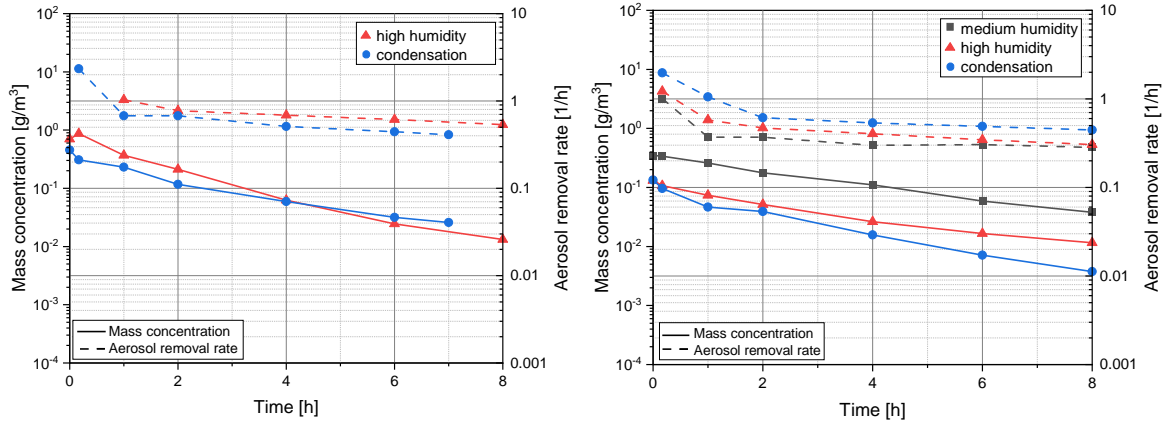 high humidity
condensation
Mass concentration
Aerosol removal rate
Mass concentration [g/m³]
10²
10¹
10⁰
10⁻¹
10⁻²
10⁻³
10⁻⁴
Aerosol removal rate [1/h]
10
1
0.1
0.01
0.001
0
2
4
6
8
Time [h]
medium humidity
high humidity
condensation
Mass concentration
Aerosol removal rate
Mass concentration [g/m³]
10²
10¹
10⁰
10⁻¹
10⁻²
10⁻³
10⁻⁴
Aerosol removal rate [1/h]
10
1
0.1
0.01
0.001
0
2
4
6
8
Time [h]